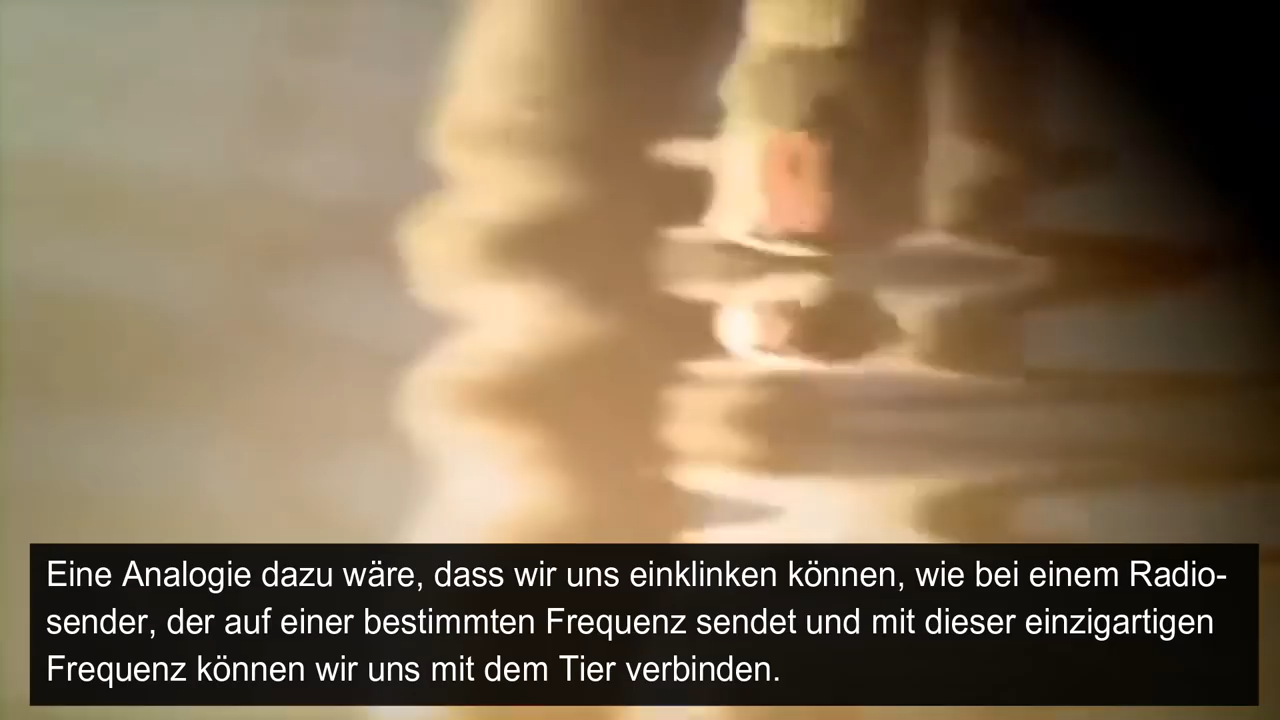 Eine Analogie dazu wäre, dass wir uns einklinken können, wie bei einem Radio-
sender, der auf einer bestimmten Frequenz sendet und mit dieser einzigartigen
Frequenz können wir uns mit dem Tier verbinden.